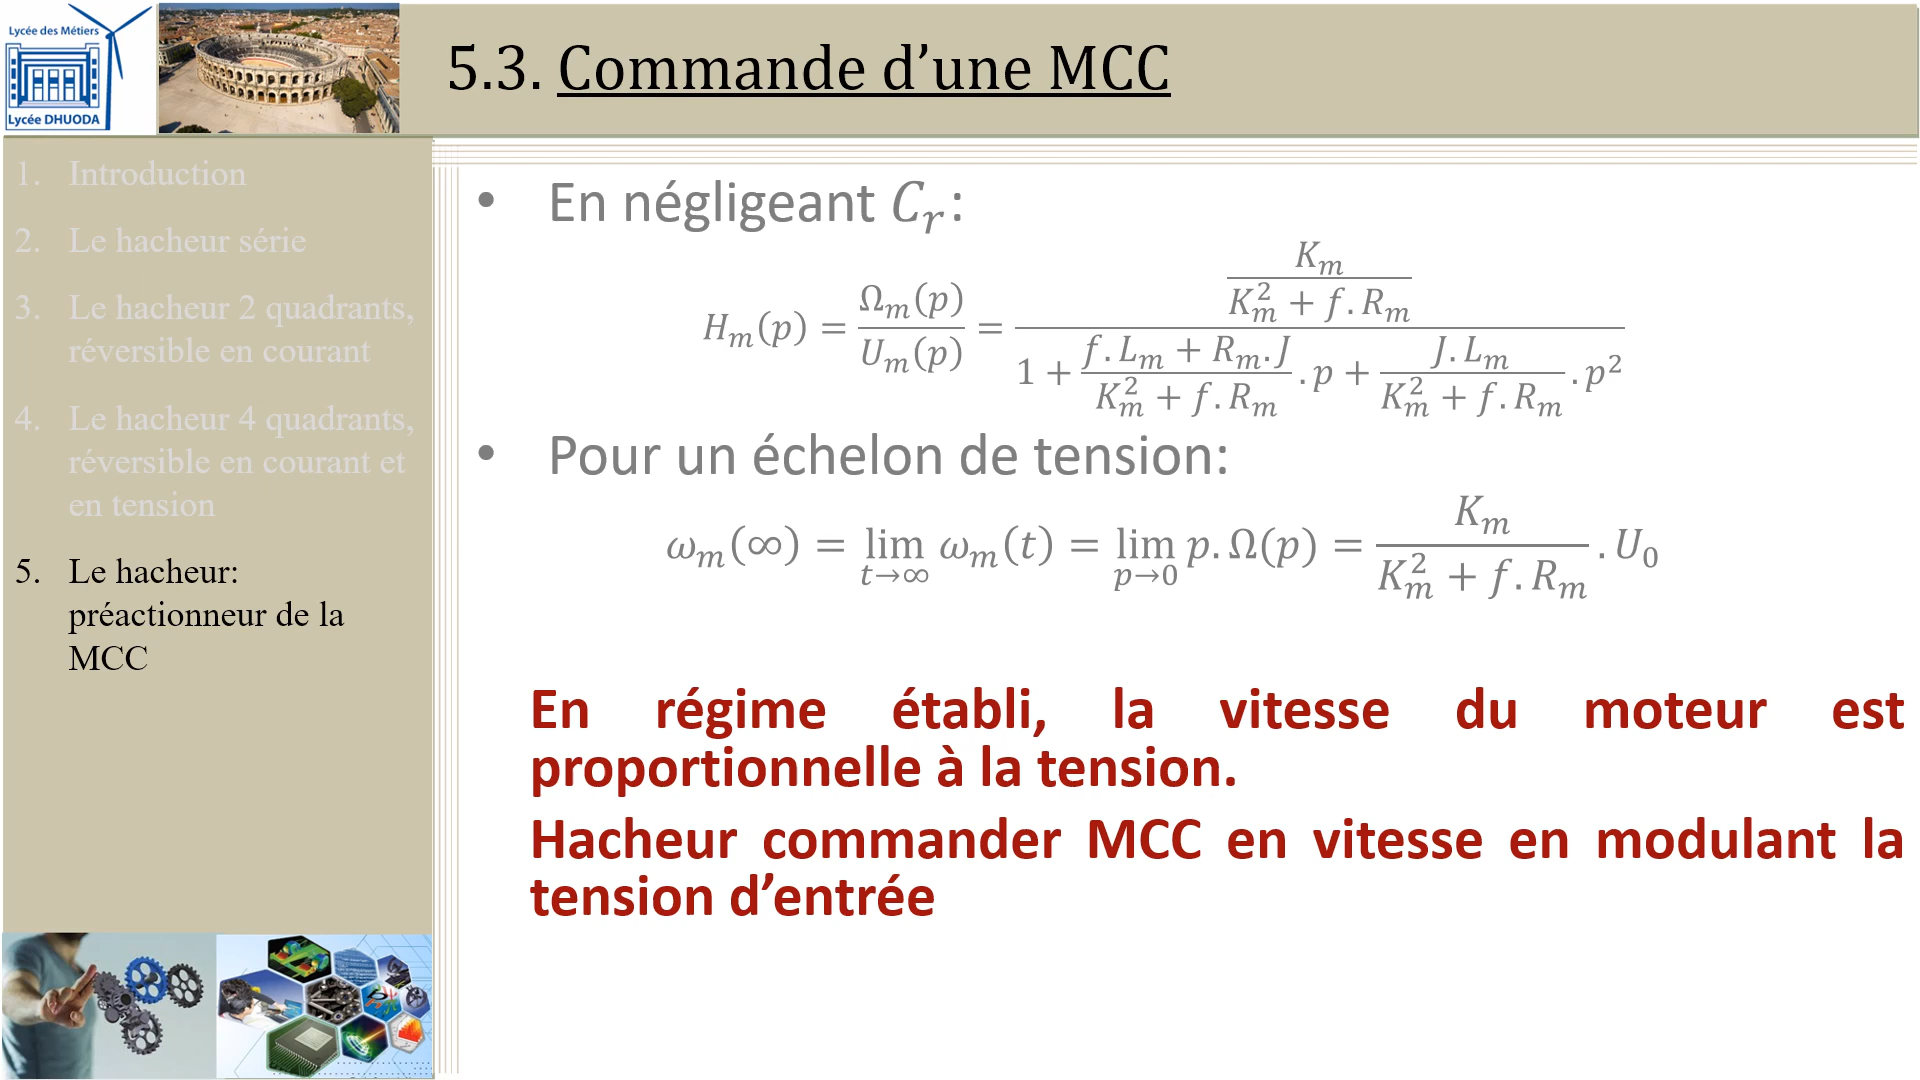 Lycée des Métiers
Lycée DHUODA
5.3. Commande d’une MCC
1. Introduction
2. Le hacheur série
3. Le hacheur 2 quadrants,
réversible en courant
4. Le hacheur 4 quadrants,
réversible en courant et
en tension
5. Le hacheur:
préactionneur de la
MCC
• En négligeant C_r:
H_m(p) = Ω_m(p)/U_m(p) = (K_m/(K_m^2 + f.R_m))/(1 + (f.L_m + R_m.J)/(K_m^2 + f.R_m).p + (J.L_m)/(K_m^2 + f.R_m).p^2)
• Pour un échelon de tension:
ω_m(∞) = lim_{t→∞} ω_m(t) = lim_{p→0} p.Ω(p) = K_m/(K_m^2 + f.R_m).U_0
En régime établi, la vitesse du moteur est
proportionnelle à la tension.
Hacheur commander MCC en vitesse en modulant la
tension d’entrée